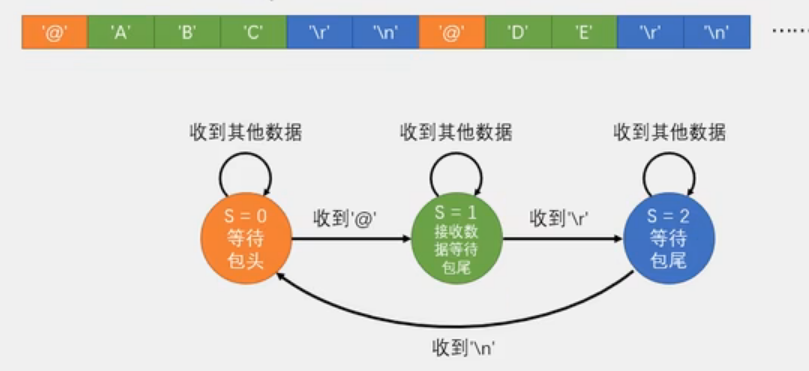 '@' 'A' 'B' 'C' '\r' '\n' '@' 'D' 'E' '\r' '\n' ……
收到其他数据 收到其他数据 收到其他数据
S = 0
等待
包头
收到'@'
S = 1
接收数
据等待
包尾
收到'\r'
S = 2
等待
包尾
收到'\n'